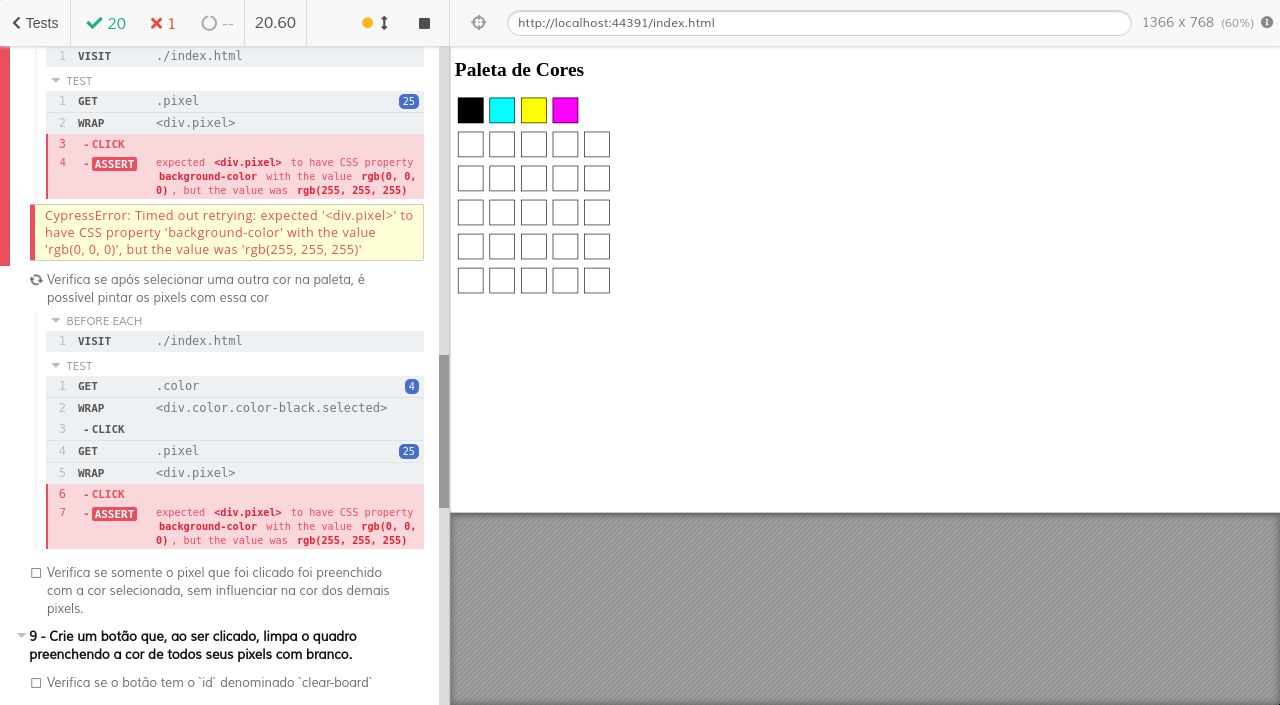 Tests 20 1 -- 20.60 http://localhost:44391/index.html 1366 x 768 (60%)
1 VISIT ./index.html
TEST
1 GET .pixel 25
2 WRAP <div.pixel>
3 - CLICK
4 - ASSERT expected <div.pixel> to have CSS property
background-color with the value rgb(0, 0,
0) , but the value was rgb(255, 255, 255)
CypressError: Timed out retrying: expected '<div.pixel>' to
have CSS property 'background-color' with the value
'rgb(0, 0, 0)', but the value was 'rgb(255, 255, 255)'
Verifica se após selecionar uma outra cor na paleta, é
possível pintar os pixels com essa cor
BEFORE EACH
1 VISIT ./index.html
TEST
1 GET .color 4
2 WRAP <div.color.color-black.selected>
3 - CLICK
4 GET .pixel 25
5 WRAP <div.pixel>
6 - CLICK
7 - ASSERT expected <div.pixel> to have CSS property
background-color with the value rgb(0, 0,
0) , but the value was rgb(255, 255, 255)
Verifica se somente o pixel que foi clicado foi preenchido
com a cor selecionada, sem influenciar na cor dos demais
pixels.
9 - Crie um botão que, ao ser clicado, limpa o quadro
preenchendo a cor de todos seus pixels com branco.
Verifica se o botão tem o `id` denominado `clear-board`
Paleta de Cores